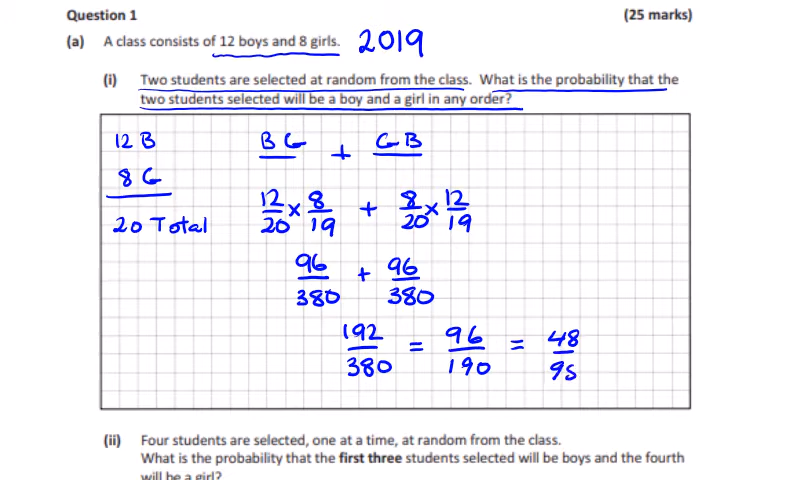 Question 1 (25 marks)
(a) A class consists of 12 boys and 8 girls. 2019
(i) Two students are selected at random from the class. What is the probability that the
two students selected will be a boy and a girl in any order?
12 B
8 G
20 Total
BG + GB
12/20 × 8/19 + 8/20 × 12/19
96/380 + 96/380
192/380 = 96/190 = 48/95
(ii) Four students are selected, one at a time, at random from the class.
What is the probability that the first three students selected will be boys and the fourth
will be a girl?